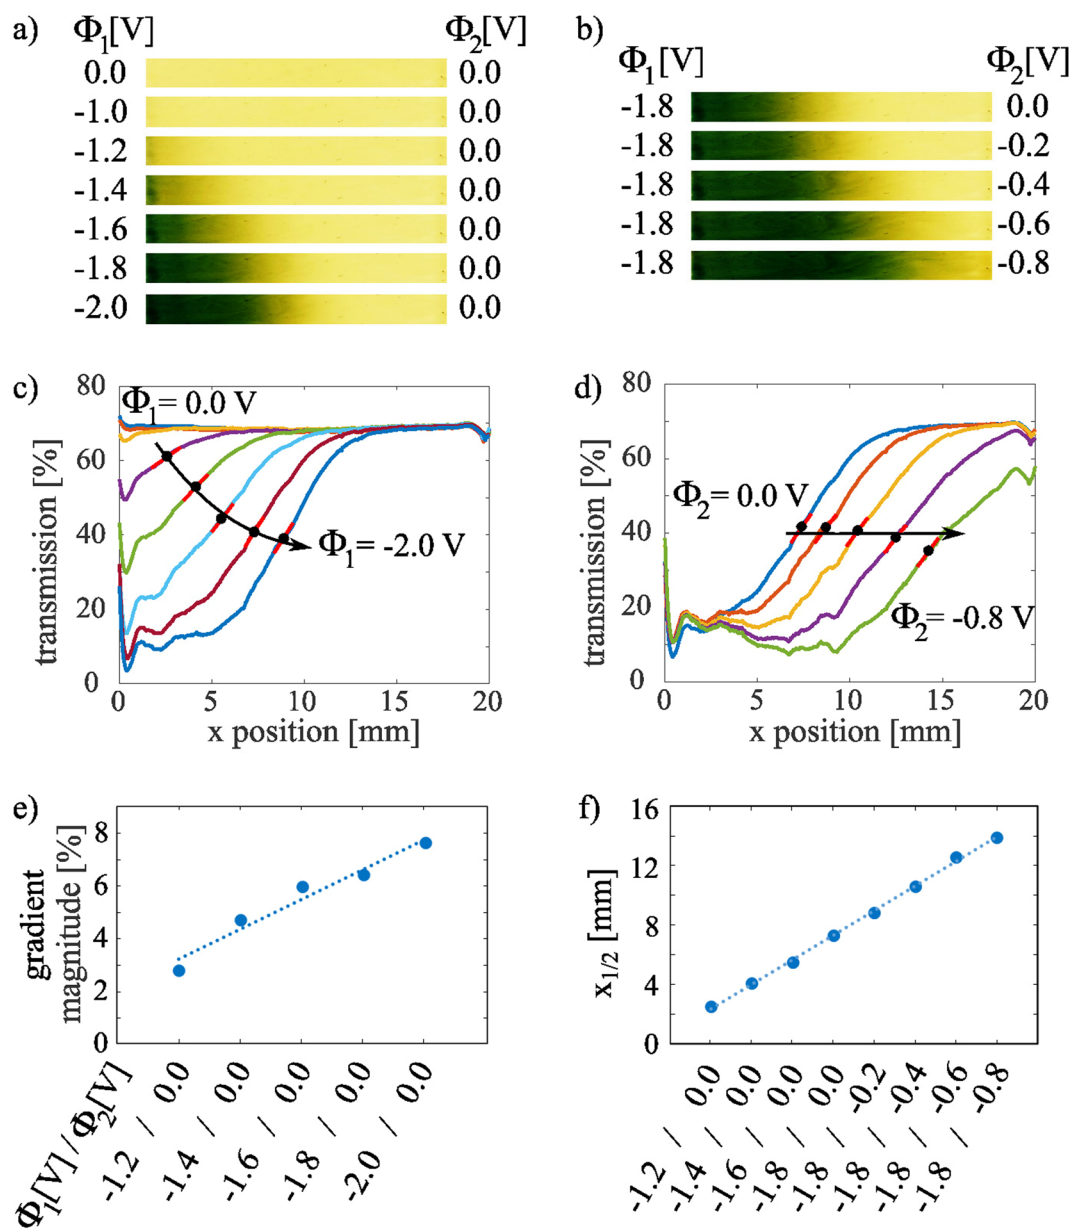 a) Φ₁[V] Φ₂[V]
0.0 0.0
-1.0 0.0
-1.2 0.0
-1.4 0.0
-1.6 0.0
-1.8 0.0
-2.0 0.0
b)
Φ₁[V] Φ₂[V]
-1.8 0.0
-1.8 -0.2
-1.8 -0.4
-1.8 -0.6
-1.8 -0.8
c)
80
60
40
20
0
transmission [%]
Φ₁= 0.0 V
Φ₁= -2.0 V
0 5 10 15 20
x position [mm]
d)
80
60
40
20
0
transmission [%]
Φ₂= 0.0 V
Φ₂= -0.8 V
0 5 10 15 20
x position [mm]
e)
8
6
4
2
0
gradient
magnitude [%]
Φ₁[V] / Φ₂[V]
-1.2 / 0.0
-1.4 / 0.0
-1.6 / 0.0
-1.8 / 0.0
-2.0 / 0.0
f)
16
12
8
4
0
x₁/₂ [mm]
-1.2 / 0.0
-1.4 / 0.0
-1.6 / 0.0
-1.8 / 0.0
-1.8 / -0.2
-1.8 / -0.4
-1.8 / -0.6
-1.8 / -0.8